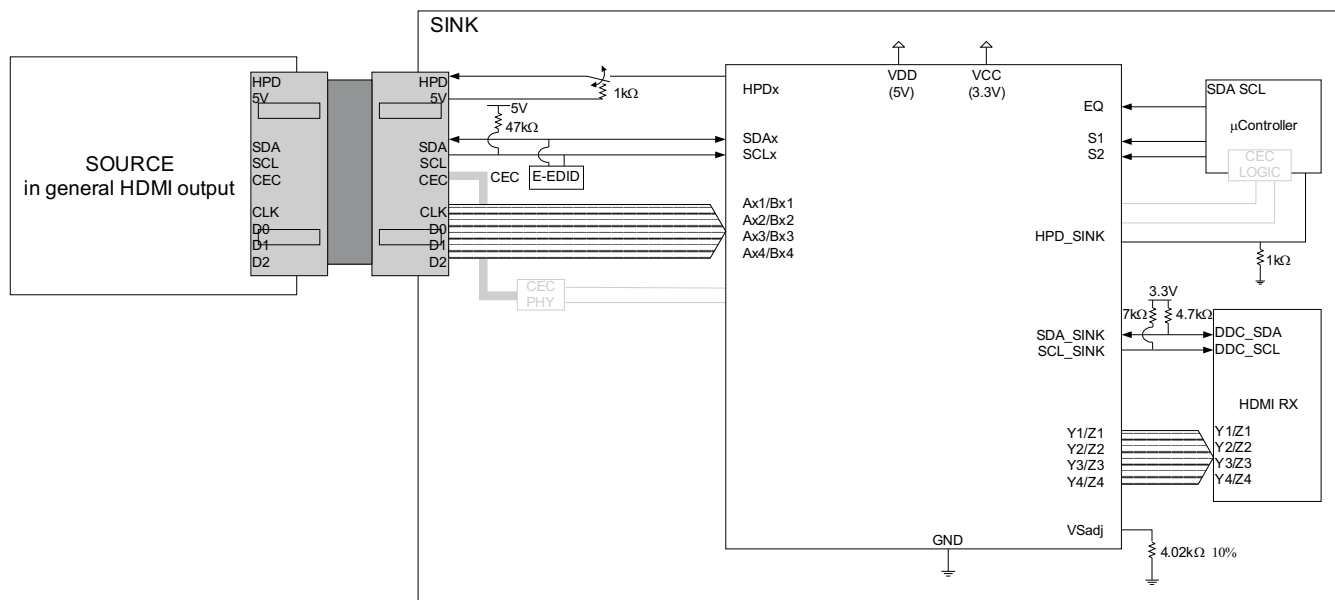 SINK
SOURCE
in general HDMI output
HPD
5V
SDA
SCL
CEC
CLK
D0
D1
D2
HPD
5V
SDA
SCL
CEC
CLK
D0
D1
D2
1kΩ
5V
47kΩ
CEC
E-EDID
CEC
PHY
VDD
(5V)
VCC
(3.3V)
HPDx
SDAx
SCLx
Ax1/Bx1
Ax2/Bx2
Ax3/Bx3
Ax4/Bx4
GND
EQ
S1
S2
HPD_SINK
SDA_SINK
SCL_SINK
Y1/Z1
Y2/Z2
Y3/Z3
Y4/Z4
VSadj
SDA SCL
μController
CEC
LOGIC
1kΩ
3.3V
7kΩ 4.7kΩ
DDC_SDA
DDC_SCL
HDMI RX
Y1/Z1
Y2/Z2
Y3/Z3
Y4/Z4
4.02kΩ 10%